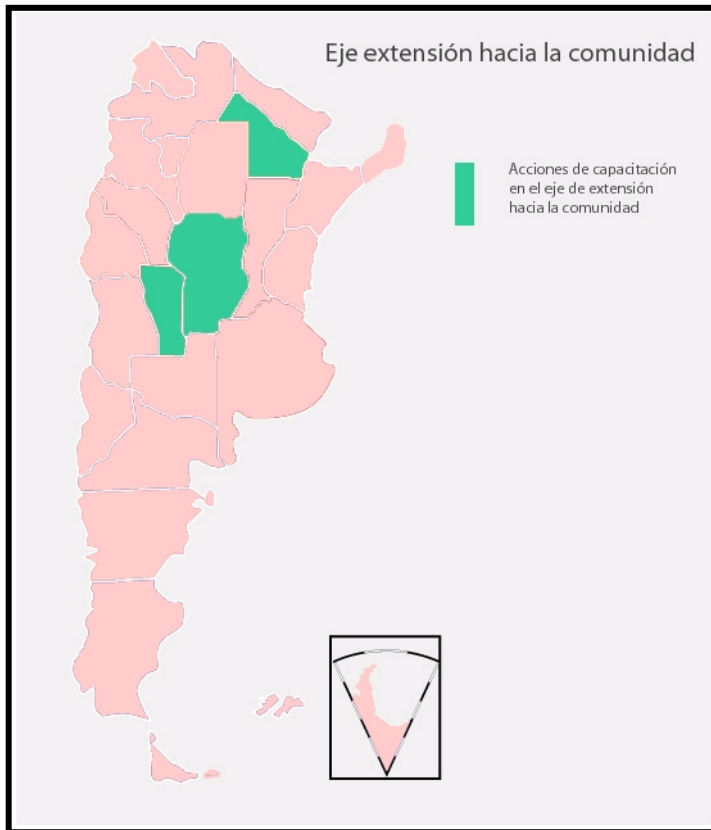 Eje extensión hacia la comunidad
Acciones de capacitación
en el eje de extensión
hacia la comunidad